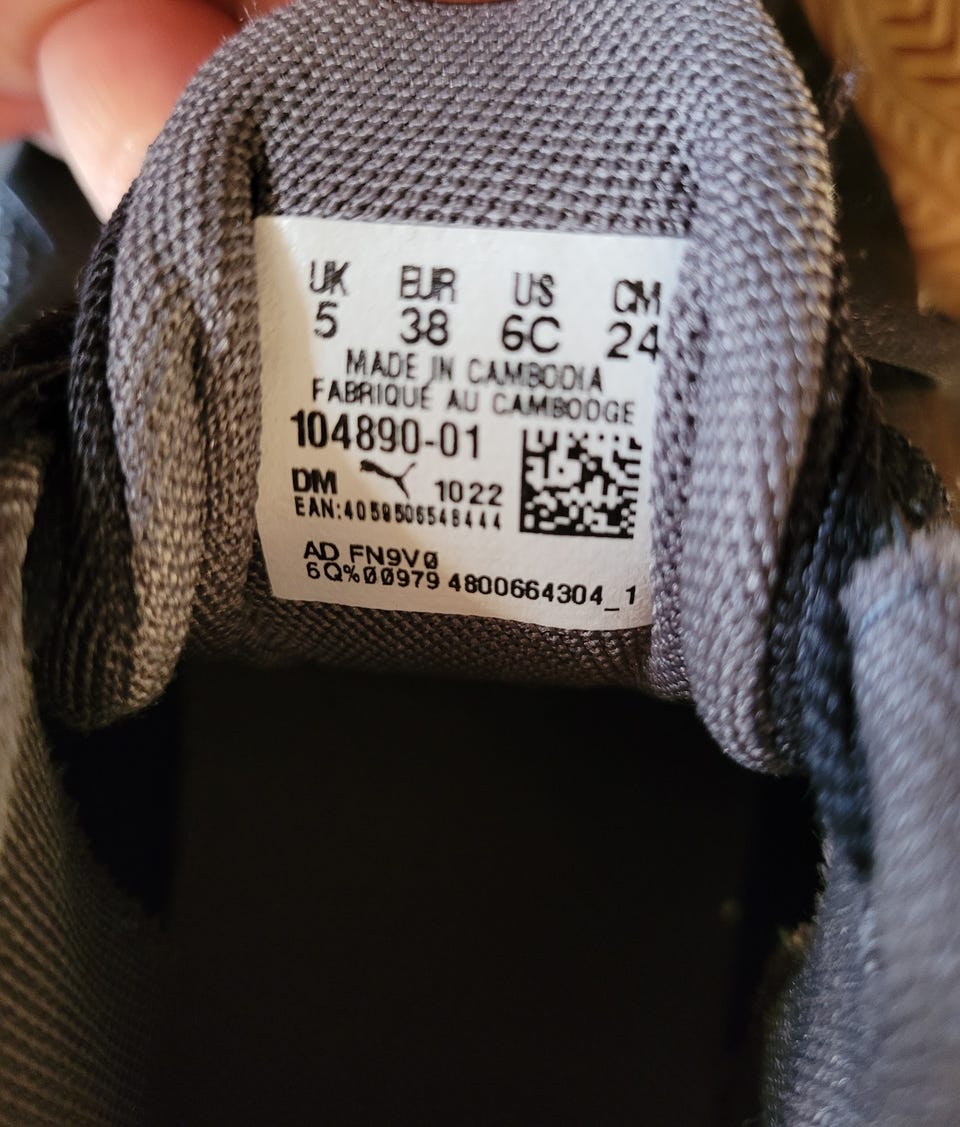 UK EUR US CM
5 38 6C 24
MADE IN CAMBODIA
FABRIQUÉ AU CAMBODGE
104890-01
DM 1022
EAN:4059506548444
AD FN9V0
6Q%00979 4800664304_1